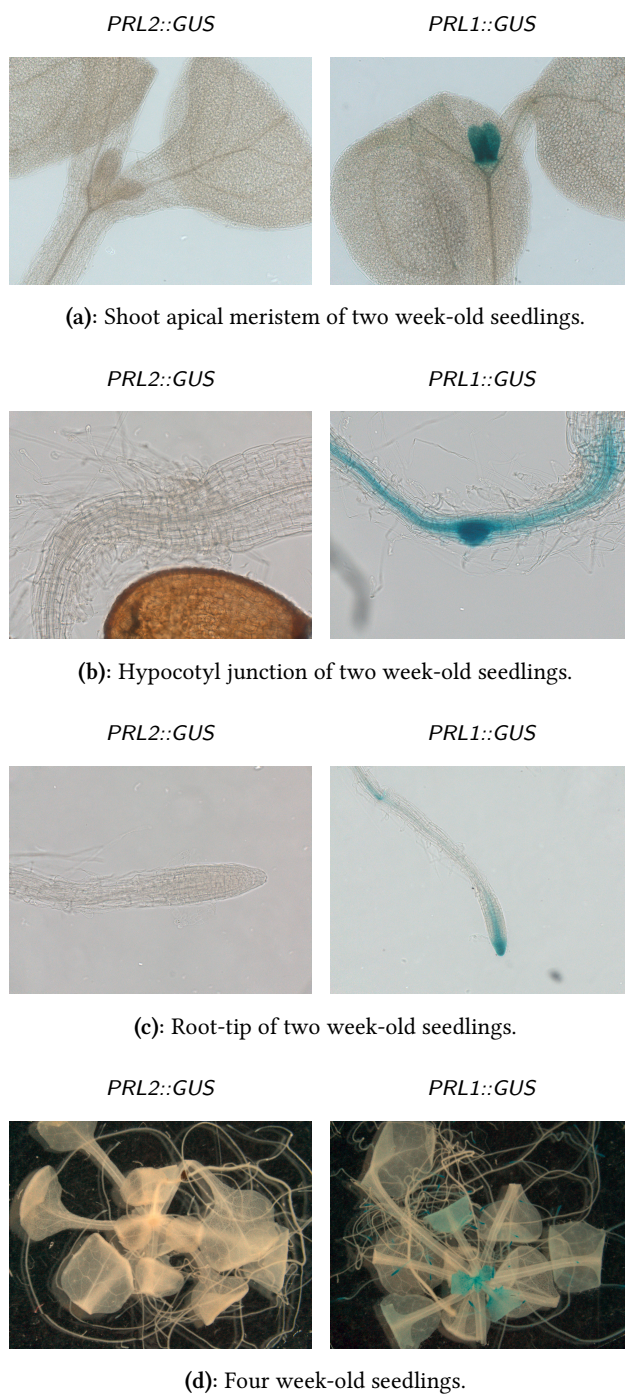 PRL2::GUS PRL1::GUS
(a): Shoot apical meristem of two week-old seedlings.
PRL2::GUS PRL1::GUS
(b): Hypocotyl junction of two week-old seedlings.
PRL2::GUS PRL1::GUS
(c): Root-tip of two week-old seedlings.
PRL2::GUS PRL1::GUS
(d): Four week-old seedlings.